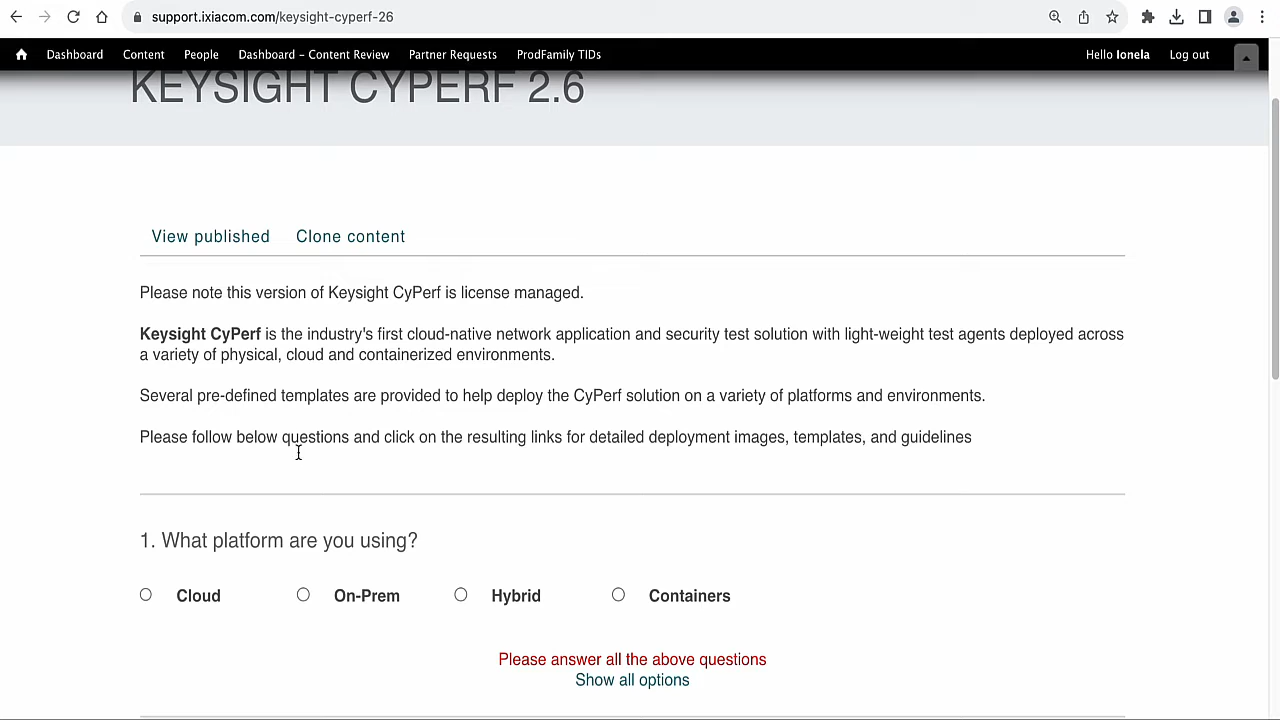 support.ixiacom.com/keysight-cyperf-26
Dashboard Content People Dashboard – Content Review Partner Requests ProdFamily TIDs Hello Ionela Log out
KEYSIGHT CYPERF 2.6
View published Clone content
Please note this version of Keysight CyPerf is license managed.
Keysight CyPerf is the industry's first cloud-native network application and security test solution with light-weight test agents deployed across
a variety of physical, cloud and containerized environments.
Several pre-defined templates are provided to help deploy the CyPerf solution on a variety of platforms and environments.
Please follow below questions and click on the resulting links for detailed deployment images, templates, and guidelines
1. What platform are you using?
Cloud On-Prem Hybrid Containers
Please answer all the above questions
Show all options